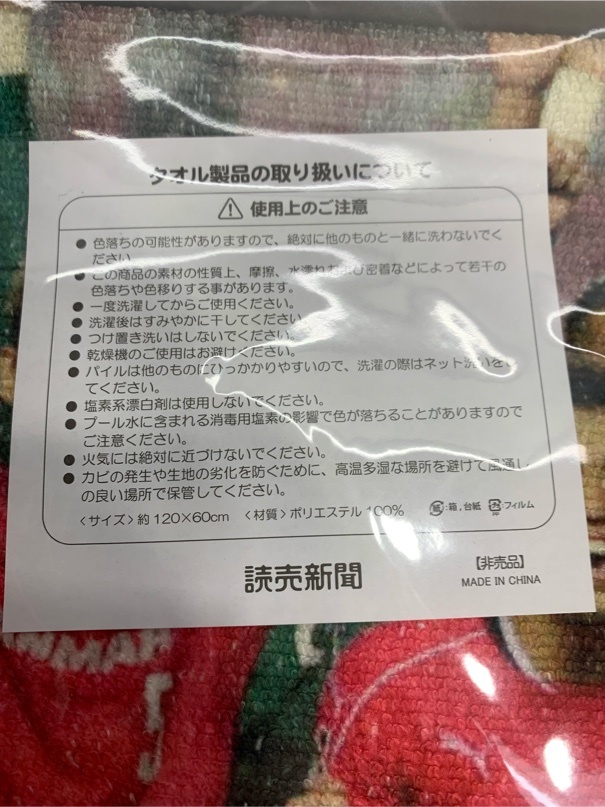 タオル製品の取り扱いについて
⚠ 使用上のご注意
● 色落ちの可能性がありますので、絶対に他のものと一緒に洗わないでく
ださい。
● この商品の素材の性質上、摩擦、水濡れおよび密着などによって若干の
色落ちや色移りする事があります。
● 一度洗濯してからご使用ください。
● 洗濯後はすみやかに干してください。
● つけ置き洗いはしないでください。
● 乾燥機のご使用はお避けください。
● パイルは他のものにひっかかりやすいので、洗濯の際はネット洗いをし
てください。
● 塩素系漂白剤は使用しないでください。
● プール水に含まれる消毒用塩素の影響で色が落ちることがありますので
ご注意ください。
● 火気には絶対に近づけないでください。
● カビの発生や生地の劣化を防ぐために、高温多湿な場所を避けて風通し
の良い場所で保管してください。
〈サイズ〉約120×60cm 〈材質〉ポリエステル100% 紙:箱,台紙 プラ PP :フィルム
読売新聞
【非売品】
MADE IN CHINA